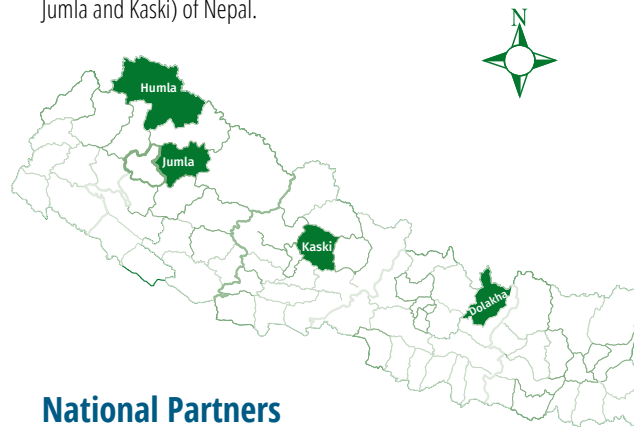 Jumla and Kaski) of Nepal.
N
Humla
Jumla
Kaski
Dolakha
National Partners